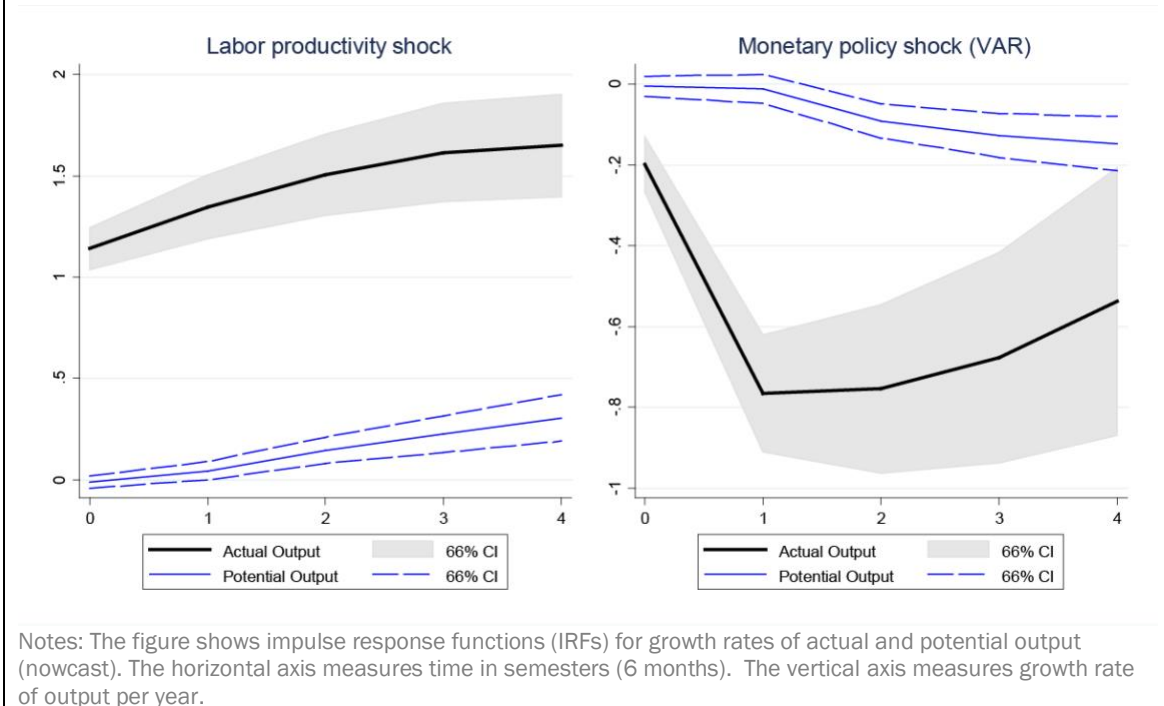 Labor productivity shock
2
1.5
1
.5
0
0 1 2 3 4
Actual Output 66% CI
Potential Output 66% CI
Monetary policy shock (VAR)
0
-.2
-.4
-.6
-.8
-1
0 1 2 3 4
Actual Output 66% CI
Potential Output 66% CI
Notes: The figure shows impulse response functions (IRFs) for growth rates of actual and potential output
(nowcast). The horizontal axis measures time in semesters (6 months). The vertical axis measures growth rate
of output per year.